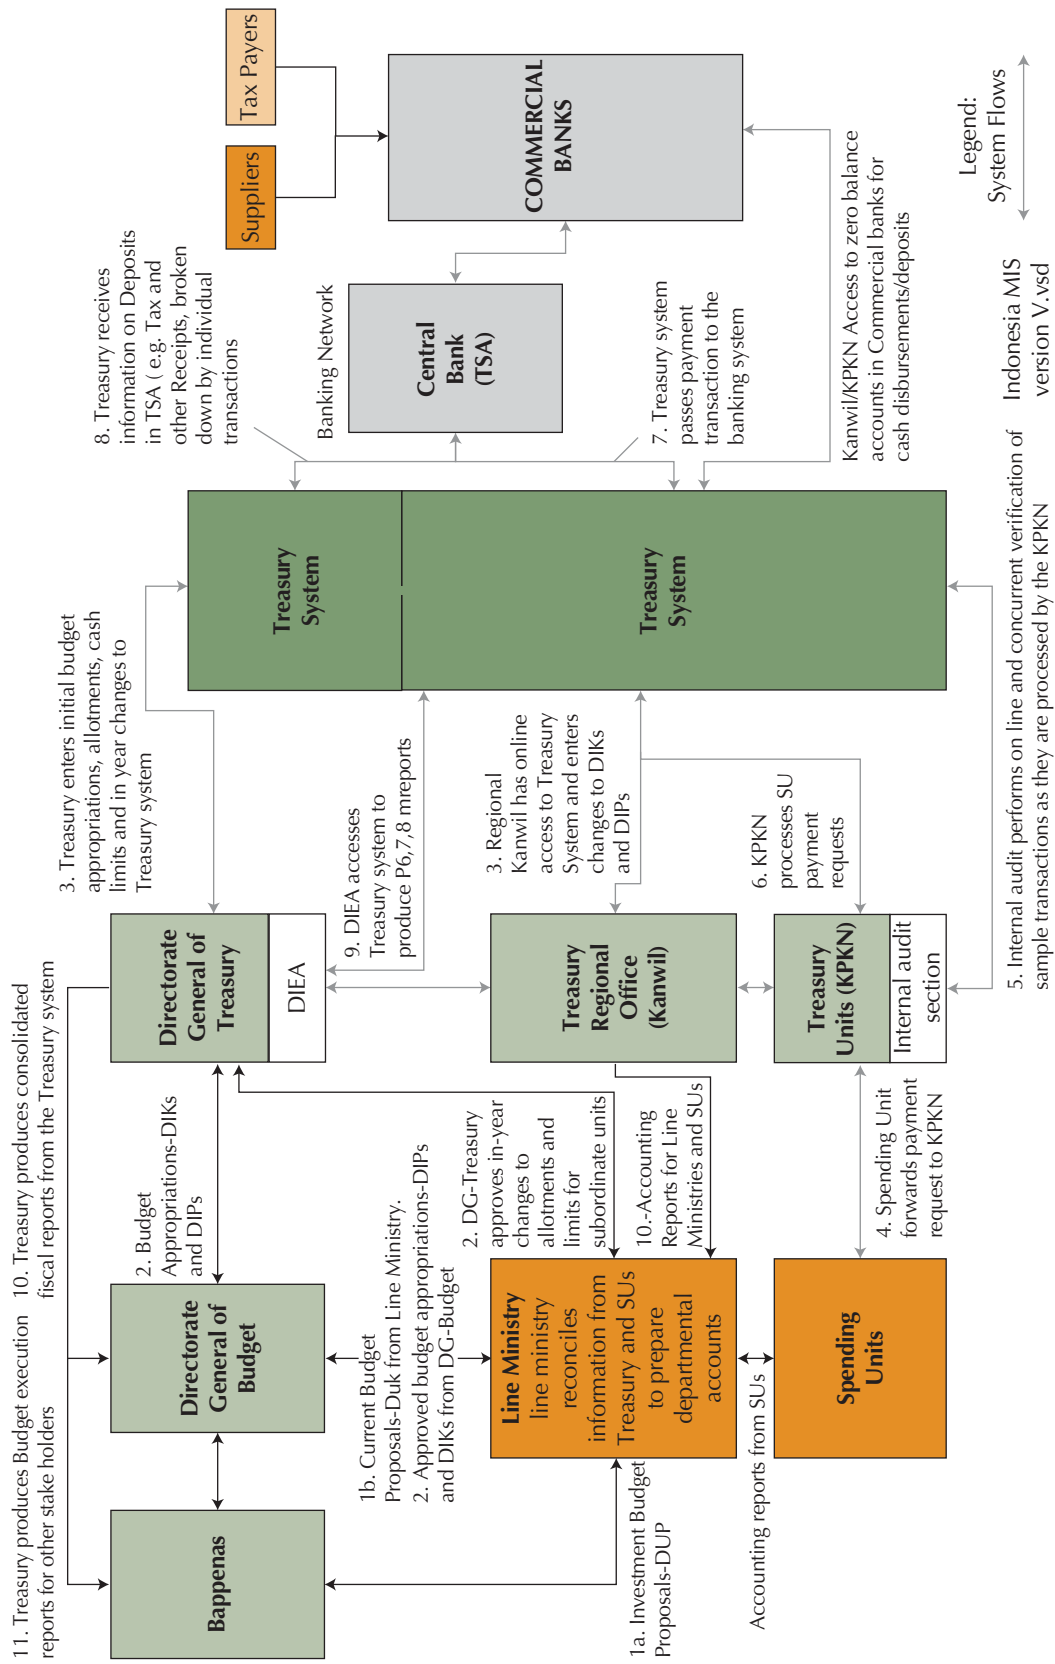 11. Treasury produces Budget execution
reports for other stake holders
10. Treasury produces consolidated
fiscal reports from the Treasury system
3. Treasury enters initial budget
appropriations, allotments, cash
limits and in year changes to
Treasury system
8. Treasury receives
information on Deposits
in TSA ( e.g. Tax and
other Receipts, broken
down by individual
transactions
Suppliers
Tax Payers
Bappenas
Directorate
General of
Budget
2. Budget
Appropriations-DIKs
and DIPs
Directorate
General of
Treasury
DIEA
9. DIEA accesses
Treasury system to
produce P6,7,8 mreports
Treasury
System
Banking Network
Central
Bank
(TSA)
COMMERCIAL
BANKS
1b. Current Budget
Proposals-Duk from Line Ministry.
2. Approved budget appropriations-DIPs
and DIKs from DG-Budget
2. DG-Treasury
approves in-year
changes to
allotments and
limits for
subordinate units
3. Regional
Kanwil has online
access to Treasury
System and enters
changes to DIKs
and DIPs
Treasury
System
7. Treasury system
passes payment
transaction to the
banking system
1a. Investment Budget
Proposals-DUP
Line Ministry
line ministry
reconciles
information from
Treasury and SUs
to prepare
departmental
accounts
10.-Accounting
Reports for Line
Ministries and SUs
Treasury
Regional
Office
(Kanwil)
Kanwil/KPKN Access to zero balance
accounts in Commercial banks for
cash disbursements/deposits
Accounting reports from SUs
Spending
Units
4. Spending Unit
forwards payment
request to KPKN
Treasury
Units (KPKN)
Internal audit
section
6. KPKN
processes SU
payment
requests
5. Internal audit performs on line and concurrent verification of
sample transactions as they are processed by the KPKN
Indonesia MIS
version V.vsd
Legend:
System Flows